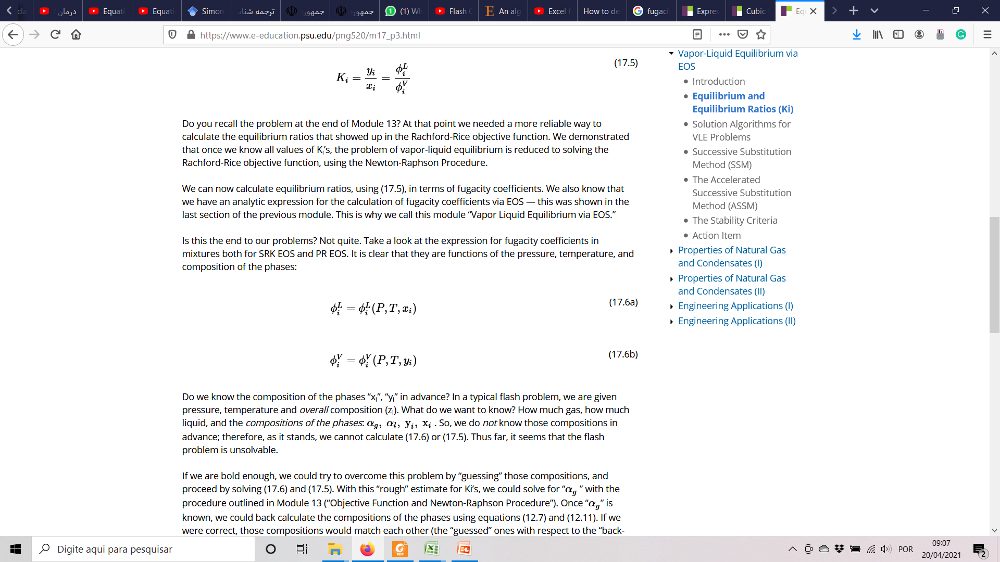 درمان
Equati
Equati
Simon
ترجمه شنا
جمهور
جمهور
(1) Wh
Flash
An alg
Excel f
How to de
fugaci
Expres
Cubic
Eq
https://www.e-education.psu.edu/png520/m17_p3.html
K_i = y_i / x_i = ϕ_i^L / ϕ_i^V (17.5)
Do you recall the problem at the end of Module 13? At that point we needed a more reliable way to
calculate the equilibrium ratios that showed up in the Rachford-Rice objective function. We demonstrated
that once we know all values of Ki’s, the problem of vapor-liquid equilibrium is reduced to solving the
Rachford-Rice objective function, using the Newton-Raphson Procedure.
We can now calculate equilibrium ratios, using (17.5), in terms of fugacity coefficients. We also know that
we have an analytic expression for the calculation of fugacity coefficients via EOS — this was shown in the
last section of the previous module. This is why we call this module “Vapor Liquid Equilibrium via EOS.”
Is this the end to our problems? Not quite. Take a look at the expression for fugacity coefficients in
mixtures both for SRK EOS and PR EOS. It is clear that they are functions of the pressure, temperature, and
composition of the phases:
ϕ_i^L = ϕ_i^L(P, T, x_i) (17.6a)
ϕ_i^V = ϕ_i^V(P, T, y_i) (17.6b)
Do we know the composition of the phases “xi”, “yi” in advance? In a typical flash problem, we are given
pressure, temperature and overall composition (zi). What do we want to know? How much gas, how much
liquid, and the compositions of the phases: α_g, α_l, y_i, x_i . So, we do not know those compositions in
advance; therefore, as it stands, we cannot calculate (17.6) or (17.5). Thus far, it seems that the flash
problem is unsolvable.
If we are bold enough, we could try to overcome this problem by “guessing” those compositions, and
proceed by solving (17.6) and (17.5). With this “rough” estimate for Ki’s, we could solve for “α_g ” with the
procedure outlined in Module 13 (“Objective Function and Newton-Raphson Procedure”). Once “α_g” is
known, we could back calculate the compositions of the phases using equations (12.7) and (12.11). If we
were correct, those compositions would match each other (the “guessed” ones with respect to the “back-
Vapor-Liquid Equilibrium via
EOS
Introduction
Equilibrium and
Equilibrium Ratios (Ki)
Solution Algorithms for
VLE Problems
Successive Substitution
Method (SSM)
The Accelerated
Successive Substitution
Method (ASSM)
The Stability Criteria
Action Item
Properties of Natural Gas
and Condensates (I)
Properties of Natural Gas
and Condensates (II)
Engineering Applications (I)
Engineering Applications (II)
Digite aqui para pesquisar
POR
09:07
20/04/2021
2